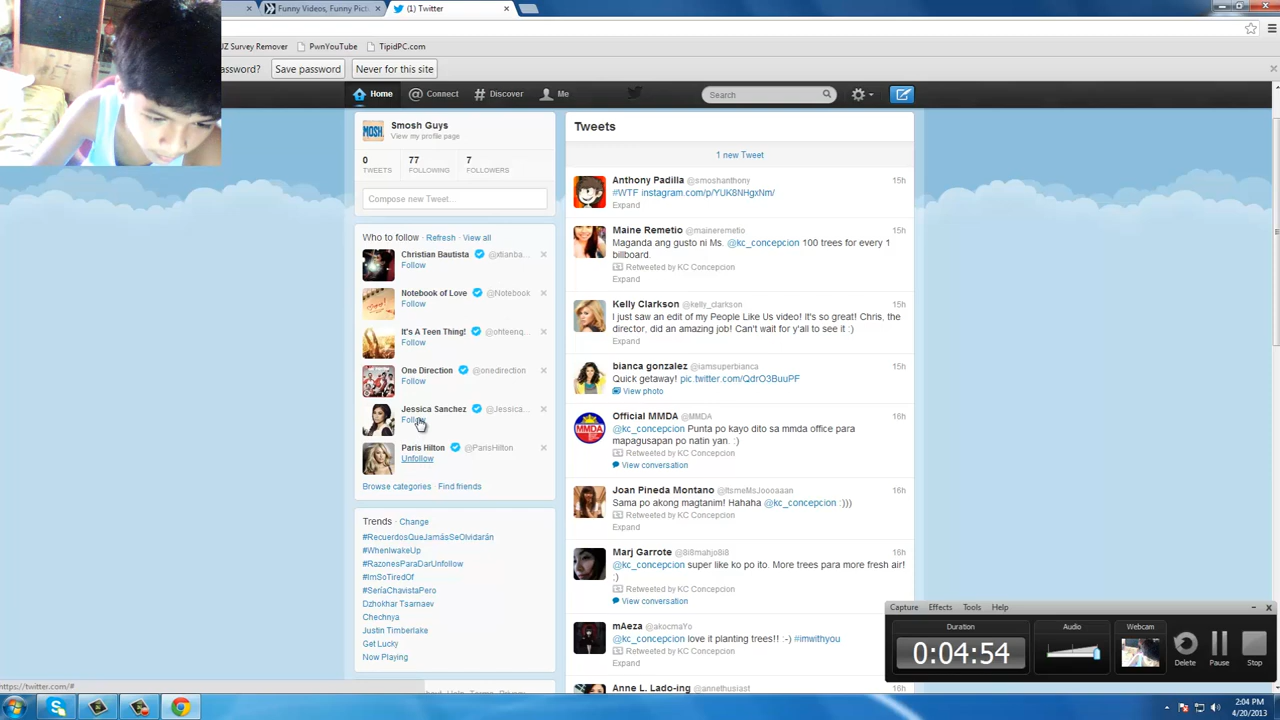 Funny Videos, Funny Pict
(1) Twitter
UZ Survey Remover
PwnYouTube
TipidPC.com
assword?
Save password
Never for this site
Home
Connect
Discover
Me
Search
MOSH
Smosh Guys
View my profile page
0
TWEETS
77
FOLLOWING
7
FOLLOWERS
Compose new Tweet...
Who to follow · Refresh · View all
Christian Bautista @xtianba...
Follow
Notebook of Love @Notebook
Follow
It's A Teen Thing! @ohteenq...
Follow
One Direction @onedirection
Follow
Jessica Sanchez @Jessica...
Follow
Paris Hilton @ParisHilton
Unfollow
Browse categories · Find friends
Trends · Change
#RecuerdosQueJamásSeOlvidarán
#WhenIwakeUp
#RazonesParaDarUnfollow
#ImSoTiredOf
#SeríaChavistaPero
Dzhokhar Tsarnaev
Chechnya
Justin Timberlake
Get Lucky
Now Playing
Tweets
1 new Tweet
Anthony Padilla @smoshanthony 15h
#WTF instagram.com/p/YUK8NHgxNm/
Expand
Maine Remetio @maineremetio 15h
Maganda ang gusto ni Ms. @kc_concepcion 100 trees for every 1
billboard.
Retweeted by KC Concepcion
Expand
Kelly Clarkson @kelly_clarkson 15h
I just saw an edit of my People Like Us video! It's so great! Chris, the
director, did an amazing job! Can't wait for y'all to see it :)
Expand
bianca gonzalez @iamsuperbianca 15h
Quick getaway! pic.twitter.com/QdrO3BuuPF
View photo
MMDA
Official MMDA @MMDA 16h
@kc_concepcion Punta po kayo dito sa mmda office para
mapagusapan po natin yan. :)
Retweeted by KC Concepcion
View conversation
Joan Pineda Montano @ItsmeMsJoooaaan 16h
Sama po akong magtanim! Hahaha @kc_concepcion :)))
Retweeted by KC Concepcion
Expand
Marj Garrote @8i8mahjo8i8 16h
@kc_concepcion super like ko po ito. More trees para more fresh air!
;)
Retweeted by KC Concepcion
View conversation
mAeza @akocmaYo 16h
@kc_concepcion love it planting trees!! :-) #imwithyou
Expand
Anne L. Lado-ing @annethusiast
Capture
Effects
Tools
Help
Duration
0:04:54
Audio
Webcam
Delete
Pause
Stop
https://twitter.com/#
2:04 PM
4/20/2013